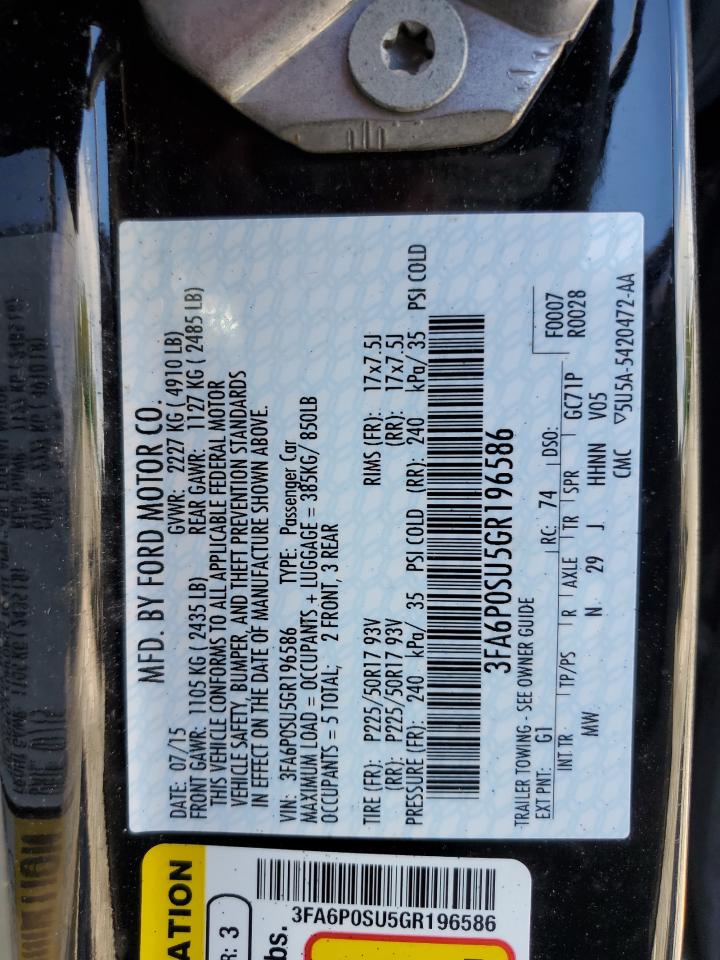 MFD. BY FORD MOTOR CO.
DATE: 07/15 GVWR: 2227 KG ( 4910 LB)
FRONT GAWR: 1105 KG ( 2435 LB) REAR GAWR: 1127 KG ( 2485 LB)
THIS VEHICLE CONFORMS TO ALL APPLICABLE FEDERAL MOTOR
VEHICLE SAFETY, BUMPER, AND THEFT PREVENTION STANDARDS
IN EFFECT ON THE DATE OF MANUFACTURE SHOWN ABOVE.
VIN: 3FA6P0SU5GR196586 TYPE: Passenger Car
MAXIMUM LOAD = OCCUPANTS + LUGGAGE = 385KG/ 850LB
OCCUPANTS = 5 TOTAL; 2 FRONT, 3 REAR
TIRE (FR): P225/50R17 93V RIMS (FR): 17x7.5J
(RR): P225/50R17 93V (RR): 17x7.5J
PRESSURE (FR): 240 kPa/ 35 PSI COLD (RR): 240 kPa/ 35 PSI COLD
3FA6P0SU5GR196586
TRAILER TOWING - SEE OWNER GUIDE F0007
EXT PNT: G1 RC: 74 DSO: R0028
INT TR TP/PS R AXLE TR SPR GC71P
MW N 29 J HHNN V05
CMC ▽5U5A-5420472-AA
ATION
R: 3
bs.
3FA6P0SU5GR196586